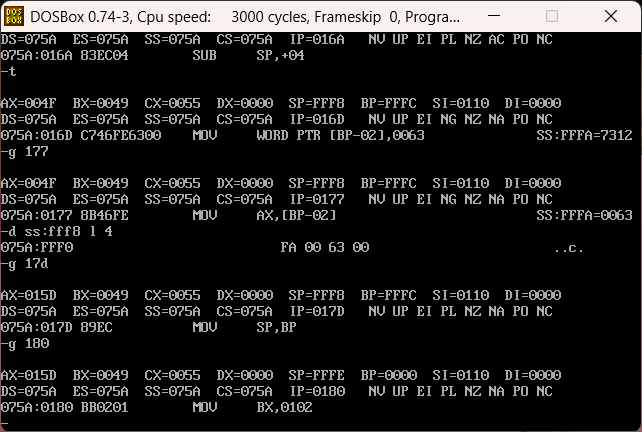 DOSBox 0.74-3, Cpu speed: 3000 cycles, Frameskip 0, Progra...
DS=075A ES=075A SS=075A CS=075A IP=016A NV UP EI PL NZ AC PO NC
075A:016A 83EC04 SUB SP,+04
-t
AX=004F BX=0049 CX=0055 DX=0000 SP=FFF8 BP=FFFC SI=0110 DI=0000
DS=075A ES=075A SS=075A CS=075A IP=016D NV UP EI NG NZ NA PO NC
075A:016D C746FE6300 MOV WORD PTR [BP-02],0063 SS:FFFA=7312
-g 177
AX=004F BX=0049 CX=0055 DX=0000 SP=FFF8 BP=FFFC SI=0110 DI=0000
DS=075A ES=075A SS=075A CS=075A IP=0177 NV UP EI PL NZ NA PO NC
075A:0177 8B46FE MOV AX,[BP-02] SS:FFFA=0063
-d ss:fff8 l 4
075A:FFF0 FA 00 63 00 ..c.
-g 17d
AX=015D BX=0049 CX=0055 DX=0000 SP=FFF8 BP=FFFC SI=0110 DI=0000
DS=075A ES=075A SS=075A CS=075A IP=017D NV UP EI PL NZ NA PO NC
075A:017D 89EC MOV SP,BP
-g 180
AX=015D BX=0049 CX=0055 DX=0000 SP=FFFE BP=0000 SI=0110 DI=0000
DS=075A ES=075A SS=075A CS=075A IP=0180 NV UP EI PL NZ NA PO NC
075A:0180 BB0201 MOV BX,0102
-